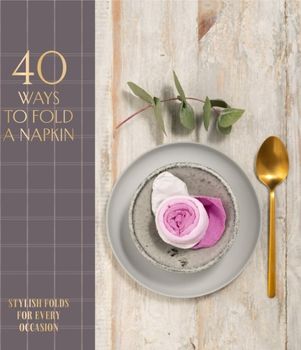 40
WAYS
TO FOLD
A NAPKIN
STYLISH FOLDS
FOR EVERY
OCCASION